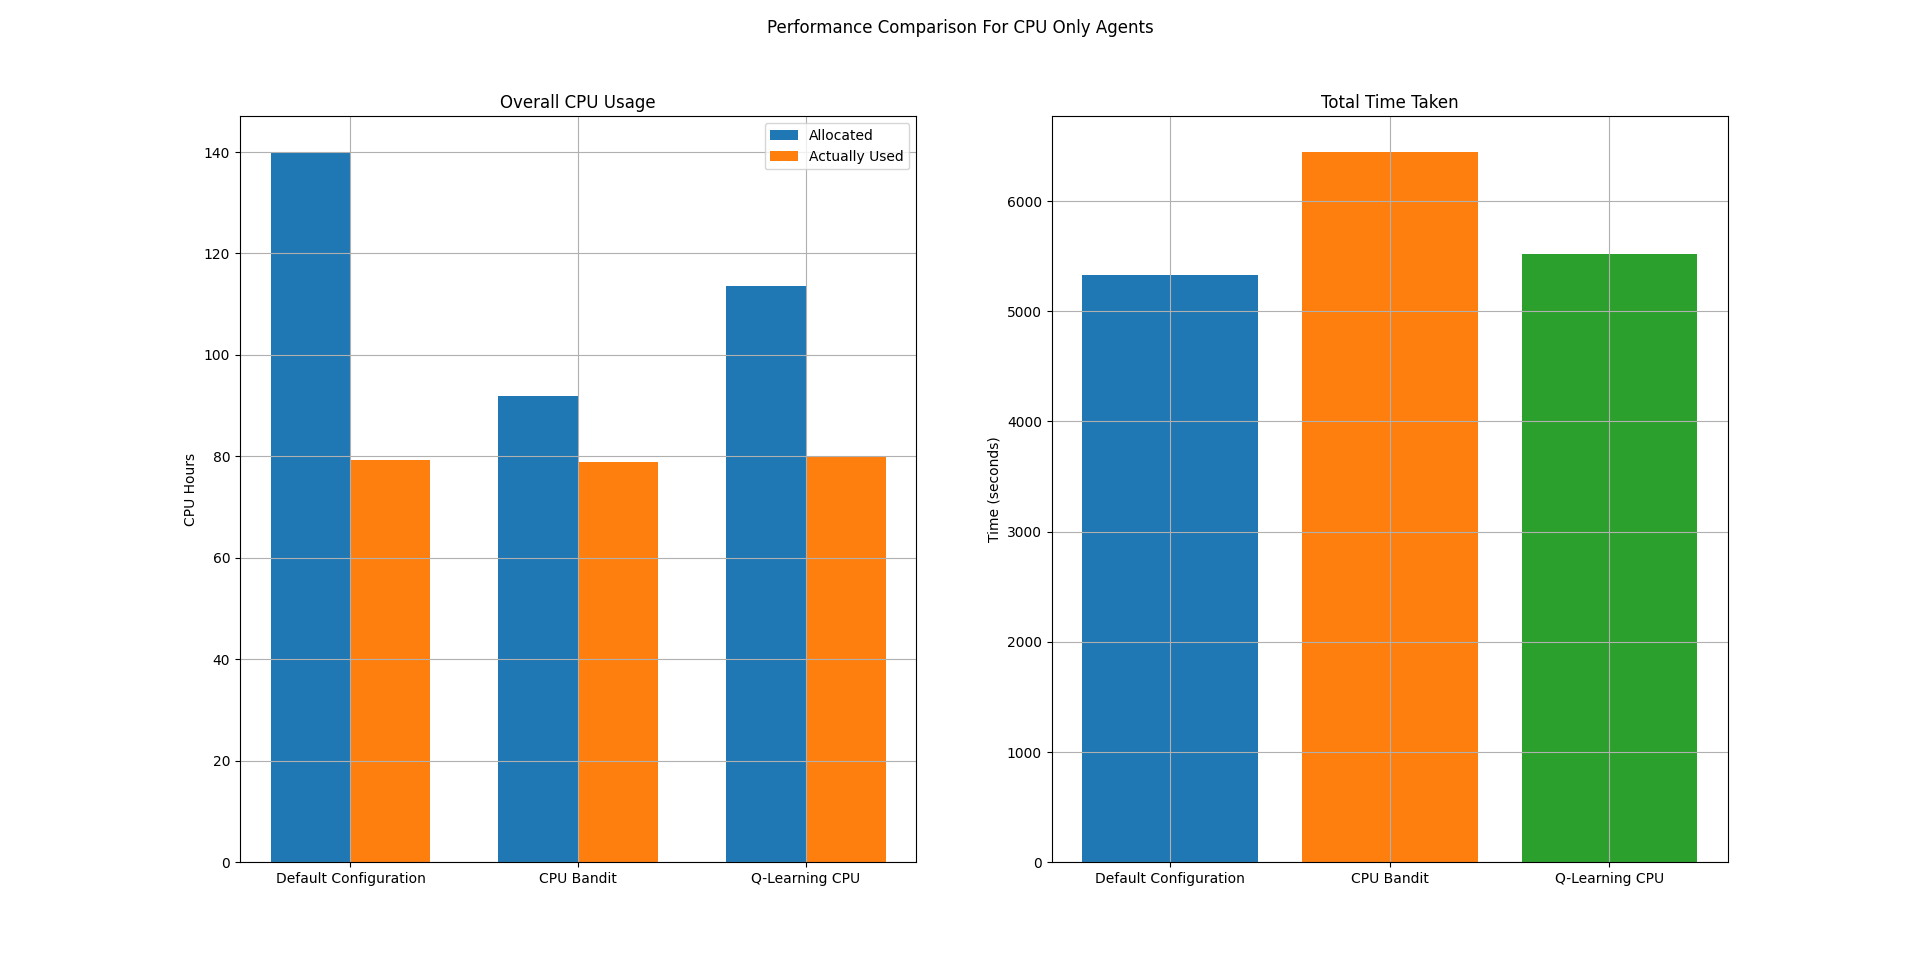 Performance Comparison For CPU Only Agents
Overall CPU Usage
Allocated
Actually Used
140
120
100
80
60
40
20
0
CPU Hours
Default Configuration
CPU Bandit
Q-Learning CPU
Total Time Taken
6000
5000
4000
3000
2000
1000
0
Time (seconds)
Default Configuration
CPU Bandit
Q-Learning CPU